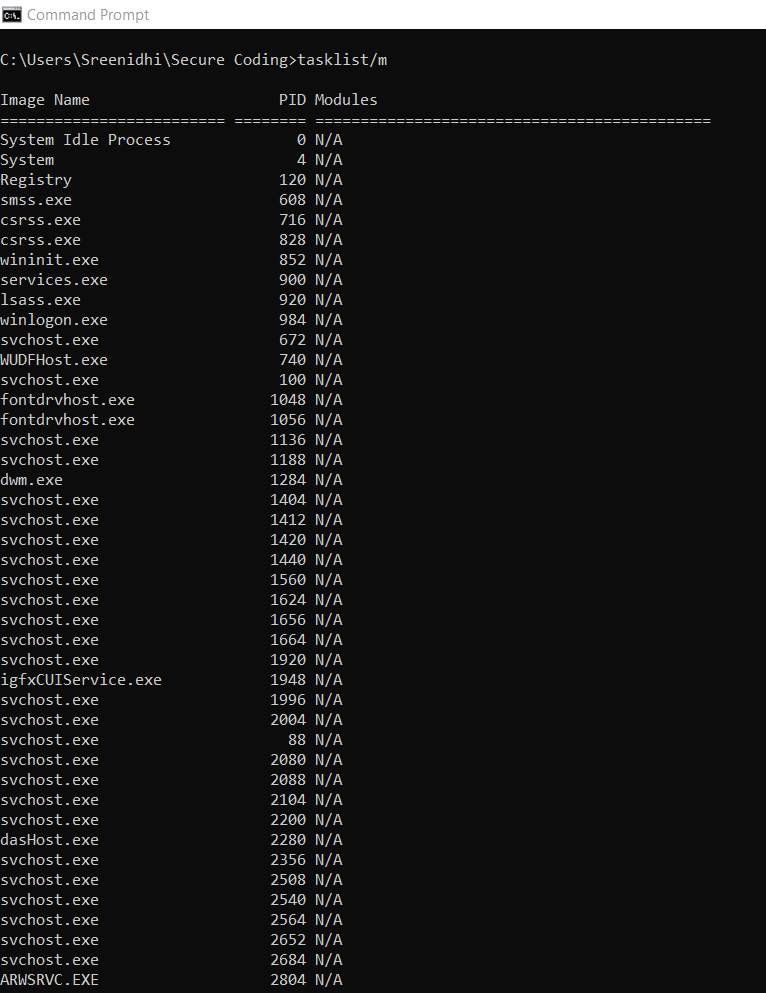 Command Prompt
C:\Users\Sreenidhi\Secure Coding>tasklist/m
Image Name                     PID Modules
========================= ======== ============================================
System Idle Process              0 N/A
System                           4 N/A
Registry                       120 N/A
smss.exe                       608 N/A
csrss.exe                      716 N/A
csrss.exe                      828 N/A
wininit.exe                    852 N/A
services.exe                   900 N/A
lsass.exe                      920 N/A
winlogon.exe                   984 N/A
svchost.exe                    672 N/A
WUDFHost.exe                   740 N/A
svchost.exe                    100 N/A
fontdrvhost.exe               1048 N/A
fontdrvhost.exe               1056 N/A
svchost.exe                   1136 N/A
svchost.exe                   1188 N/A
dwm.exe                       1284 N/A
svchost.exe                   1404 N/A
svchost.exe                   1412 N/A
svchost.exe                   1420 N/A
svchost.exe                   1440 N/A
svchost.exe                   1560 N/A
svchost.exe                   1624 N/A
svchost.exe                   1656 N/A
svchost.exe                   1664 N/A
svchost.exe                   1920 N/A
igfxCUIService.exe            1948 N/A
svchost.exe                   1996 N/A
svchost.exe                   2004 N/A
svchost.exe                     88 N/A
svchost.exe                   2080 N/A
svchost.exe                   2088 N/A
svchost.exe                   2104 N/A
svchost.exe                   2200 N/A
dasHost.exe                   2280 N/A
svchost.exe                   2356 N/A
svchost.exe                   2508 N/A
svchost.exe                   2540 N/A
svchost.exe                   2564 N/A
svchost.exe                   2652 N/A
svchost.exe                   2684 N/A
ARWSRVC.EXE                   2804 N/A